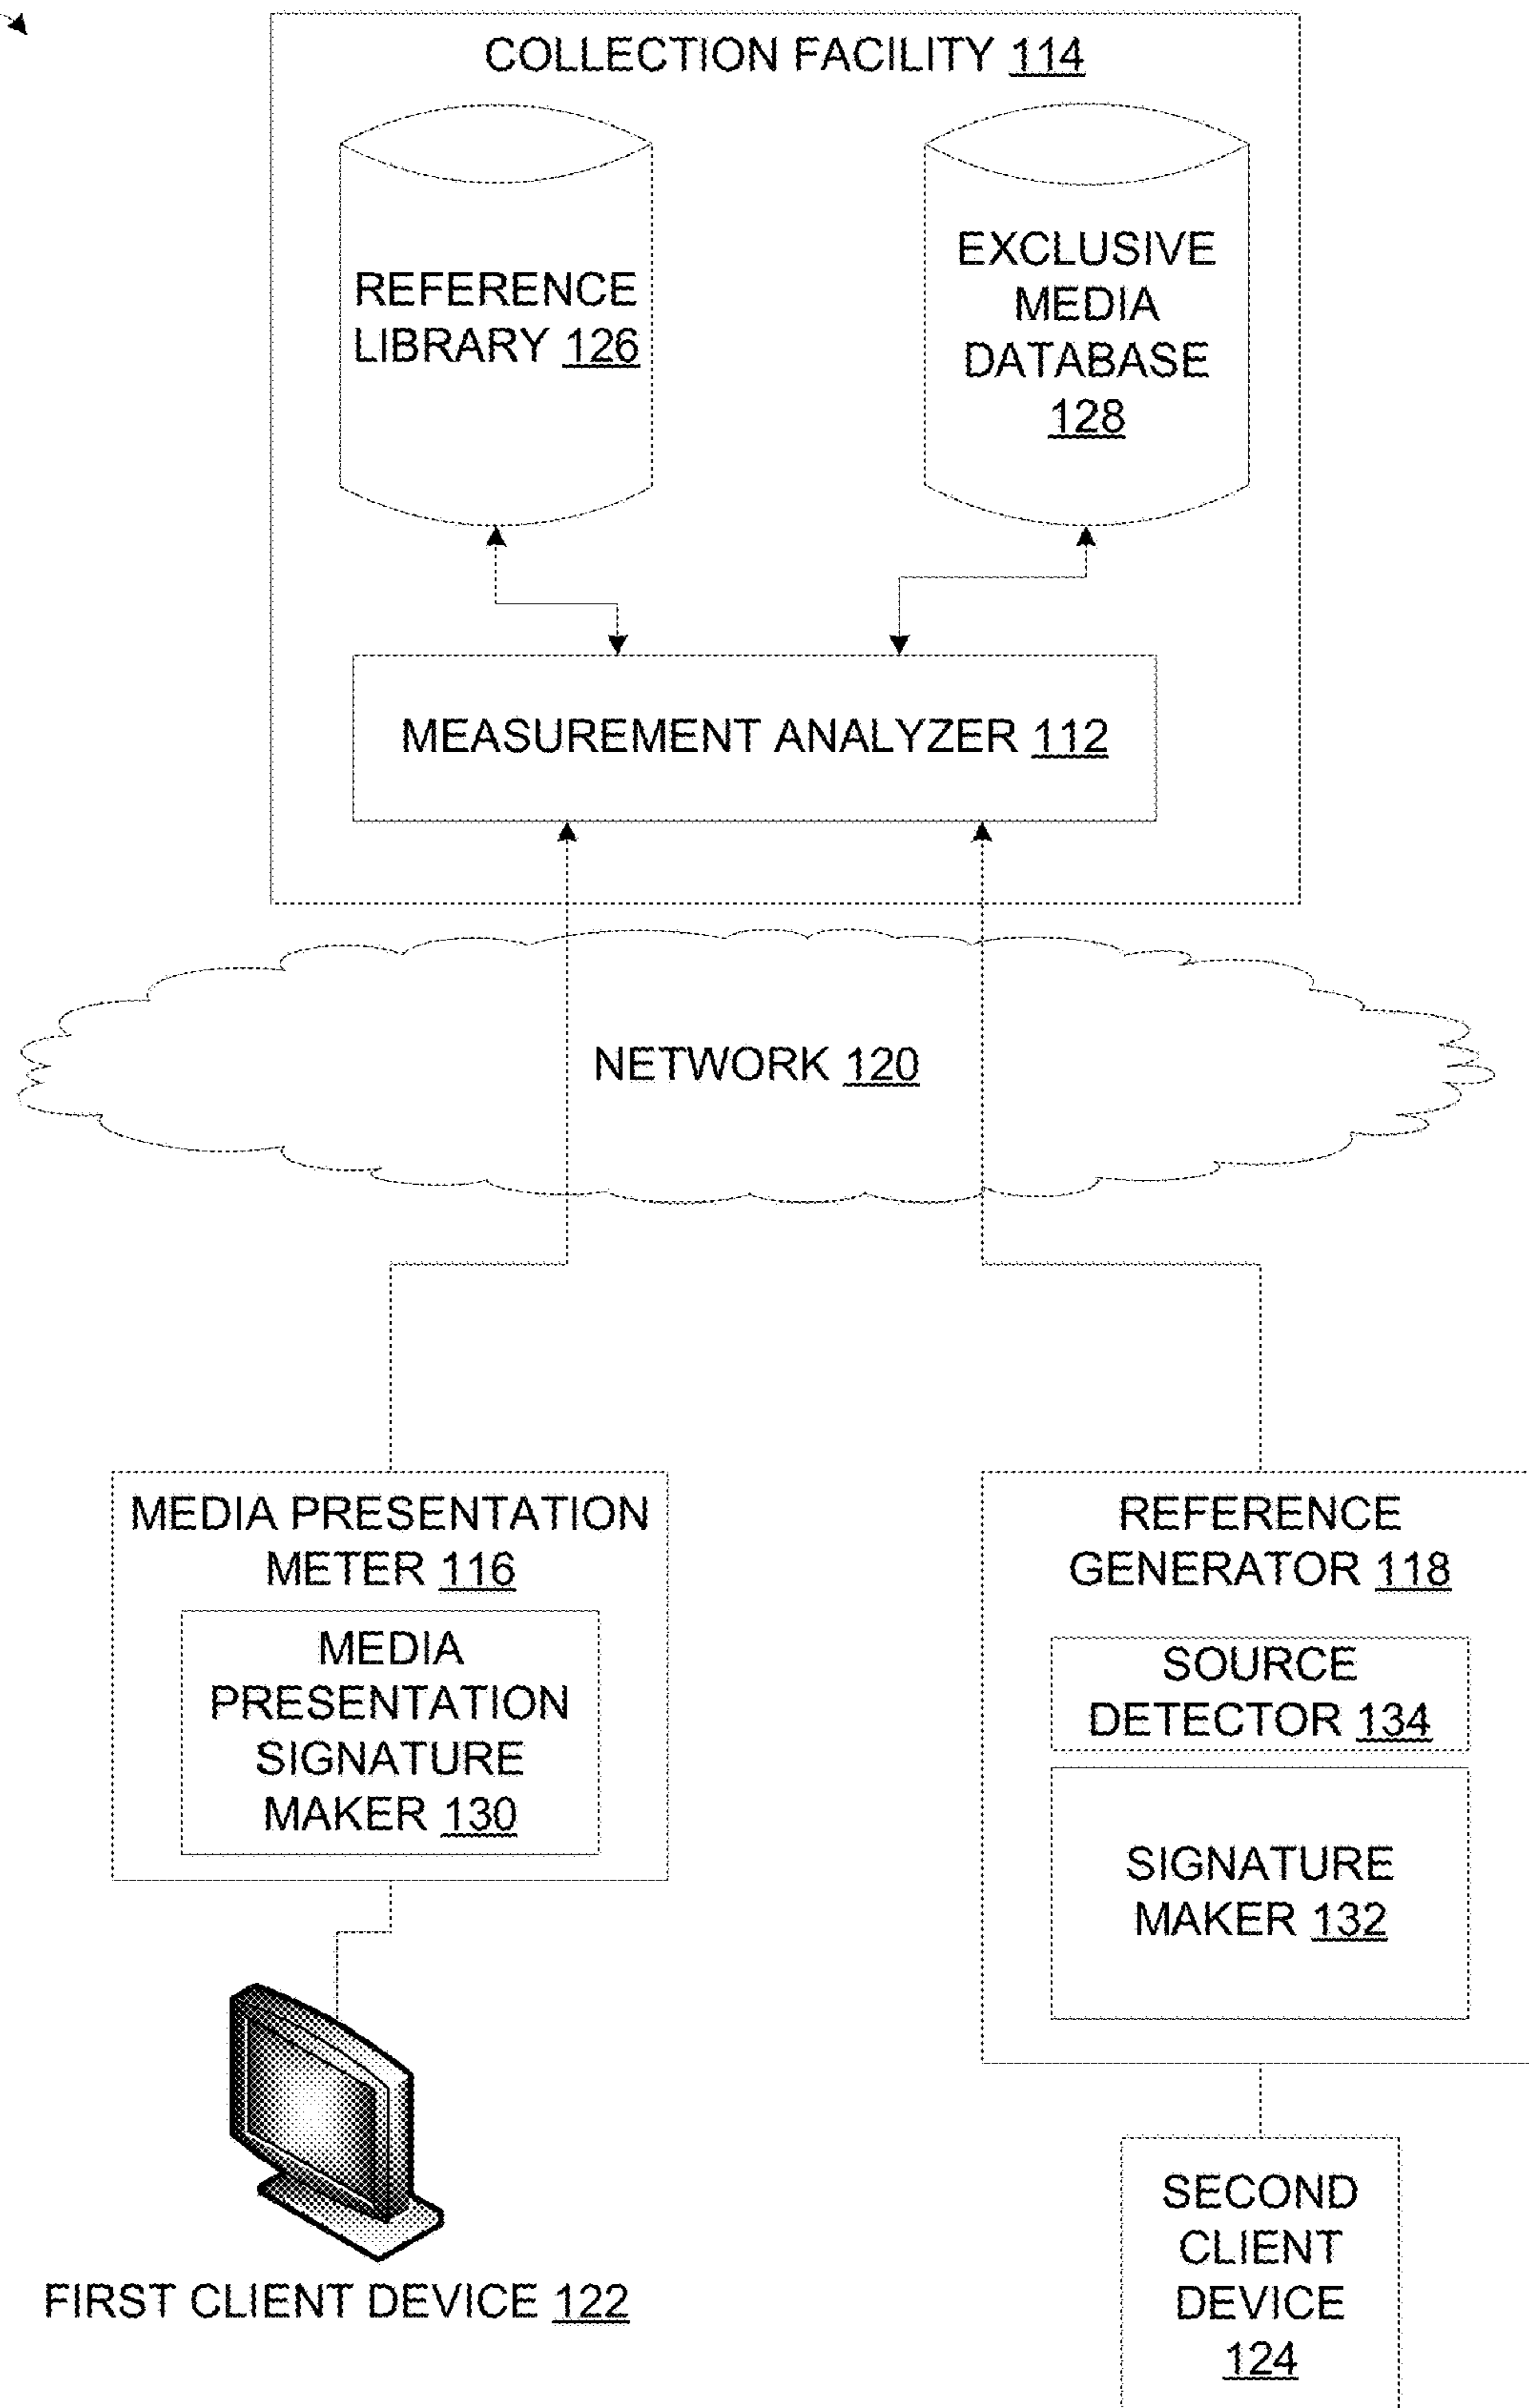 COLLECTION FACILITY 114
REFERENCE
LIBRARY 126
EXCLUSIVE
MEDIA
DATABASE
128
MEASUREMENT ANALYZER 112
NETWORK 120
MEDIA PRESENTATION
METER 116
MEDIA
PRESENTATION
SIGNATURE
MAKER 130
FIRST CLIENT DEVICE 122
REFERENCE
GENERATOR 118
SOURCE
DETECTOR 134
SIGNATURE
MAKER 132
SECOND
CLIENT
DEVICE
124